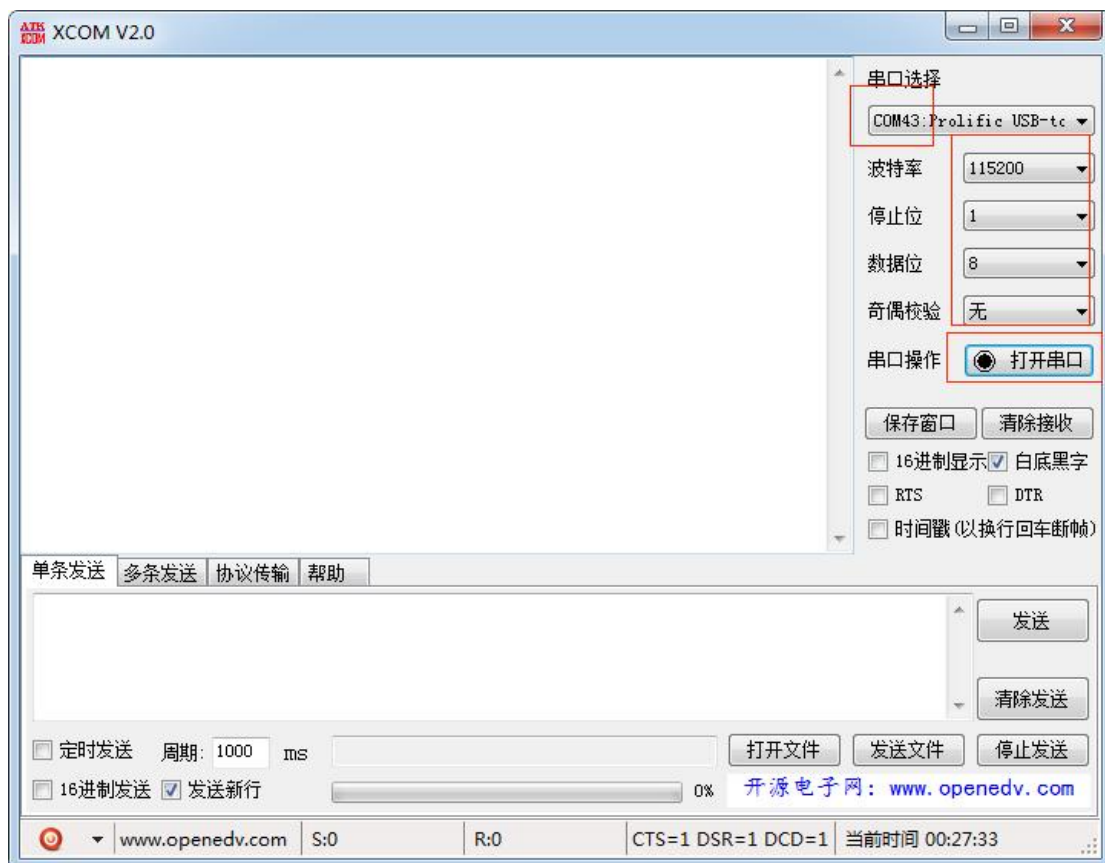 ATK XCOM XCOM V2.0
串口选择
COM43:Prolific USB-to
波特率 115200
停止位 1
数据位 8
奇偶校验 无
串口操作 打开串口
保存窗口 清除接收
16进制显示 白底黑字
RTS DTR
时间戳(以换行回车断帧)
单条发送 多条发送 协议传输 帮助
发送
清除发送
定时发送 周期: 1000 ms 打开文件 发送文件 停止发送
16进制发送 发送新行 0% 开源电子网: www.openedv.com
www.openedv.com S:0 R:0 CTS=1 DSR=1 DCD=1 当前时间 00:27:33